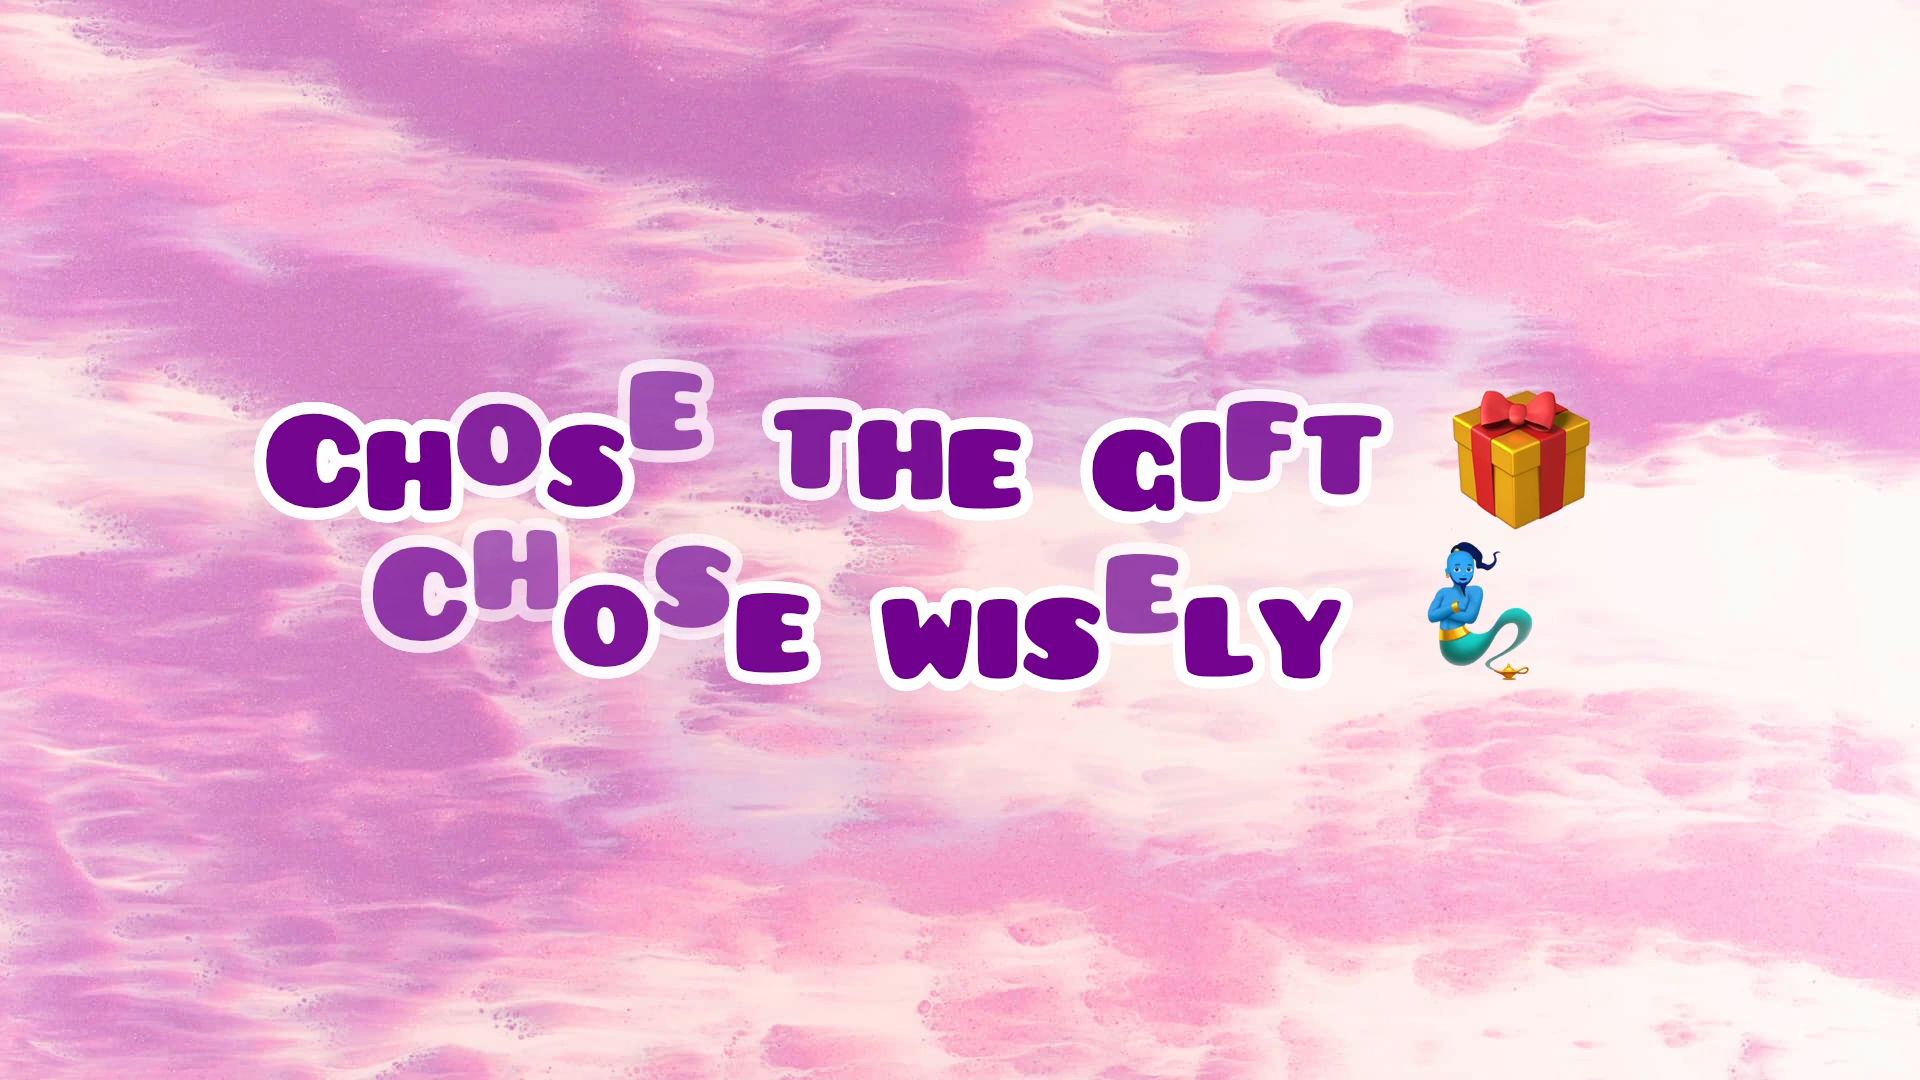 Chose the gift 🎁
Chose wisely 🧞‍♂️